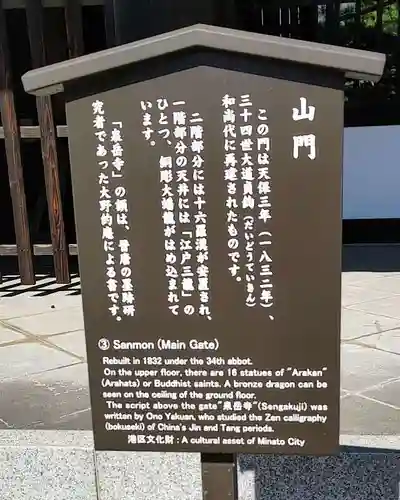 山門
この門は天保三年（一八三二年）、
三十四世大道貞鈞（だいどうていきん）
和尚代に再建されたものです。
二階部分には十六羅漢が安置され、
一階部分の天井には「江戸三龍」の
ひとつ、銅彫大蟠龍がはめ込まれて
います。
「泉岳寺」の額は、晋唐の墨跡研
究者であった大野約庵による書です。
③ Sanmon (Main Gate)
Rebuilt in 1832 under the 34th abbot.
On the upper floor, there are 16 statues of "Arakan"
(Arahats) or Buddhist saints. A bronze dragon can be
seen on the ceiling of the ground floor.
The script above the gate"泉岳寺"(Sengakuji) was
written by Ono Yakuan, who studied the Zen calligraphy
(bokuseki) of China's Jin and Tang periods.
港区文化財 : A cultural asset of Minato City